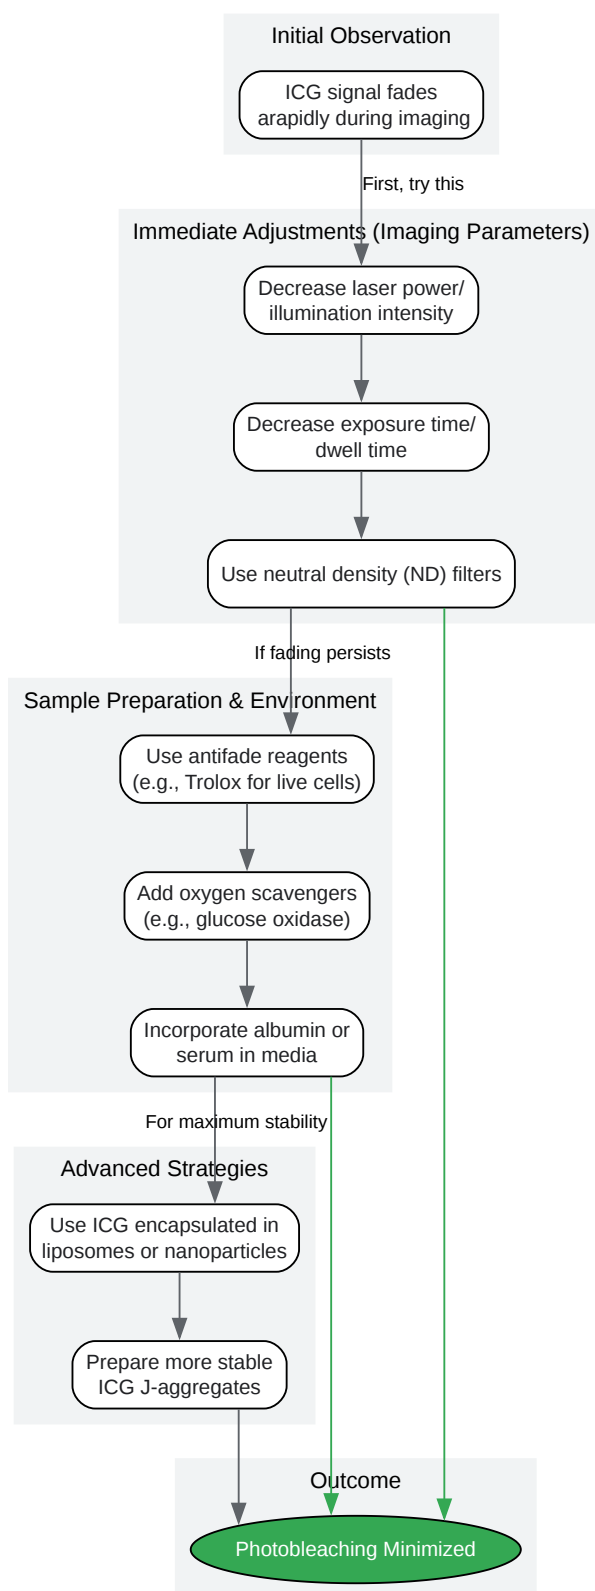 Initial Observation
ICG signal fades
arapidly during imaging
First, try this
Immediate Adjustments (Imaging Parameters)
Decrease laser power/
illumination intensity
Decrease exposure time/
dwell time
Use neutral density (ND) filters
If fading persists
Sample Preparation & Environment
Use antifade reagents
(e.g., Trolox for live cells)
Add oxygen scavengers
(e.g., glucose oxidase)
Incorporate albumin or
serum in media
For maximum stability
Advanced Strategies
Use ICG encapsulated in
liposomes or nanoparticles
Prepare more stable
ICG J-aggregates
Outcome
Photobleaching Minimized